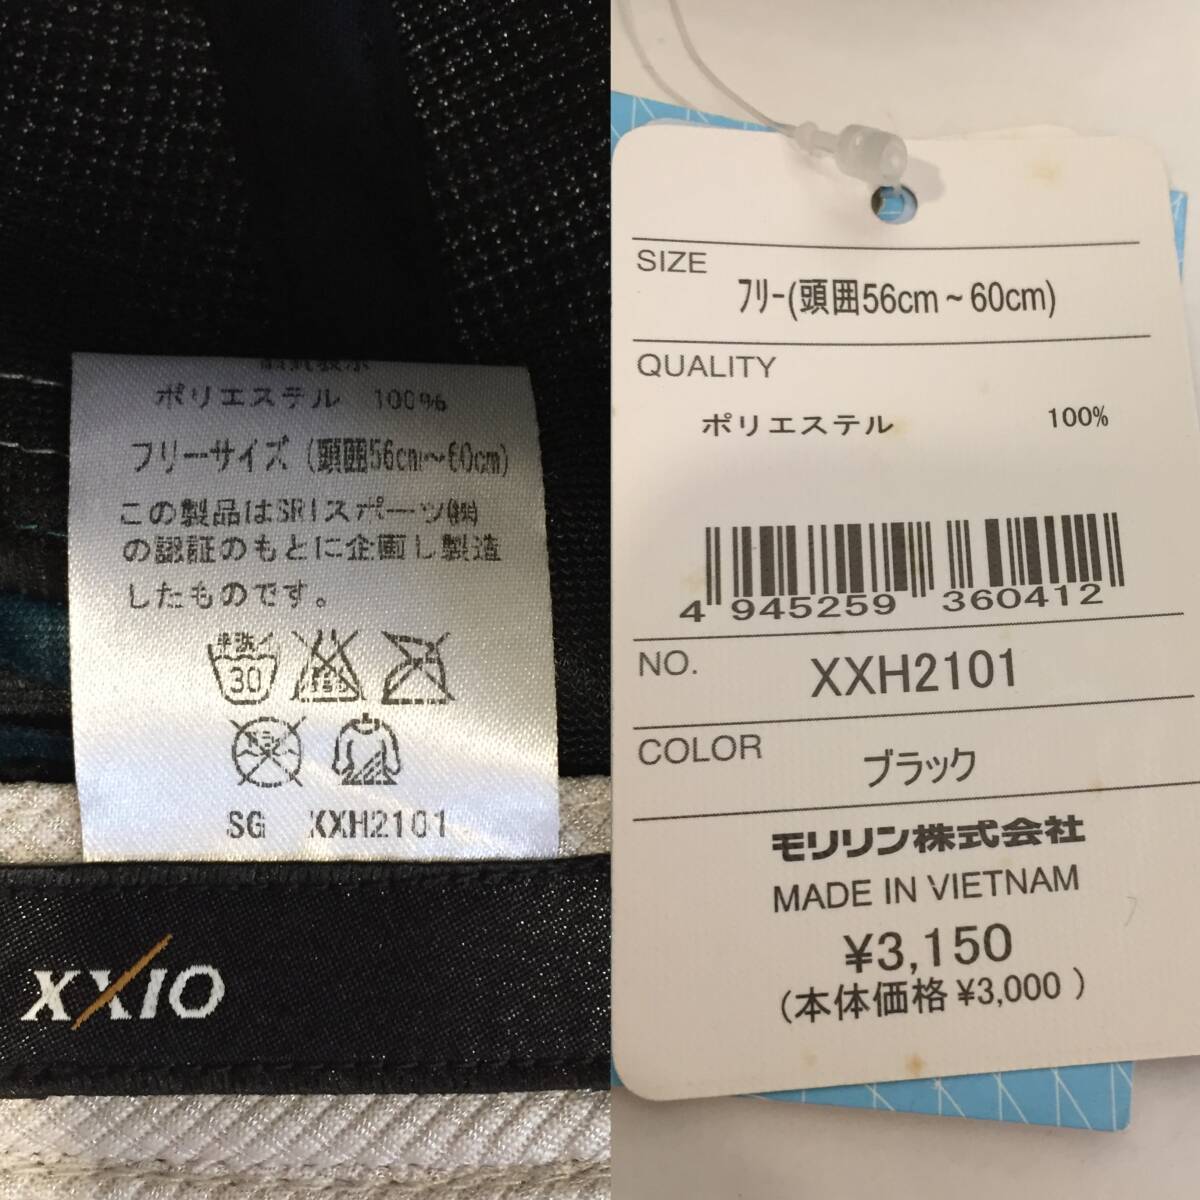 ポリエステル 100%
フリーサイズ (頭囲56cm~60cm)
この製品はSRIスポーツ㈱
の認証のもとに企画し製造
したものです。
手洗イ
30
SG XXH2101
XXIO
SIZE
フリー(頭囲56cm~60cm)
QUALITY
ポリエステル 100%
4 945259 360412
NO. XXH2101
COLOR ブラック
モリリン株式会社
MADE IN VIETNAM
¥3,150
(本体価格¥3,000 )